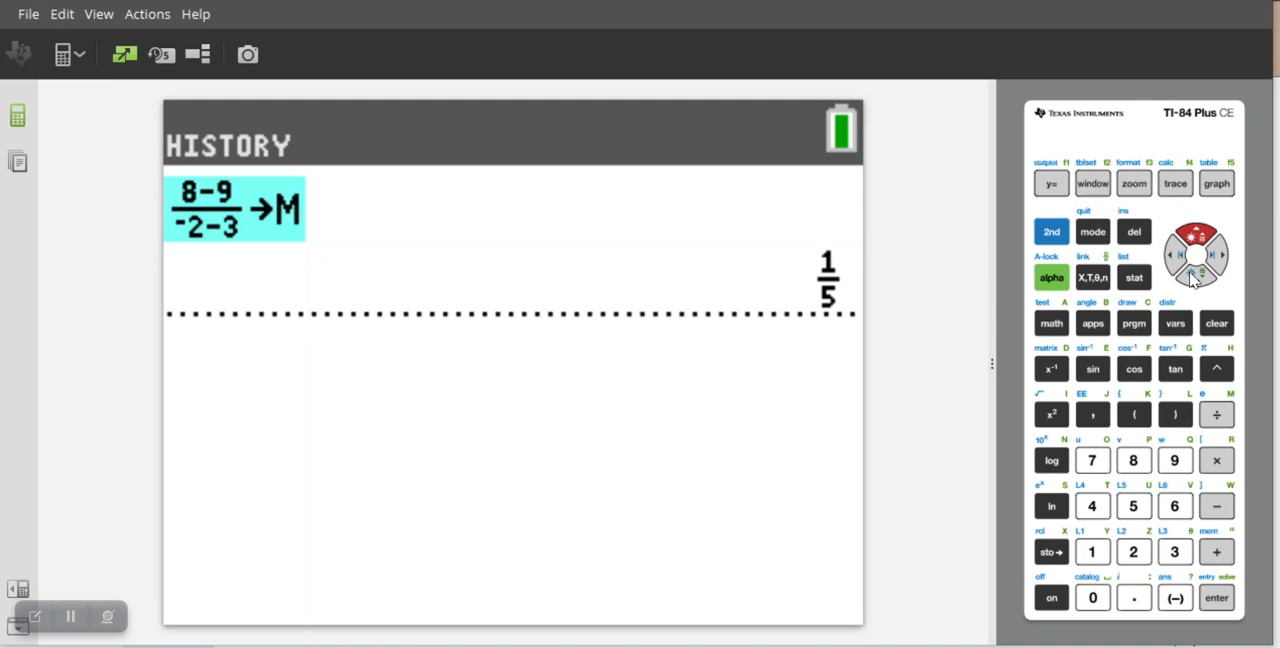 File Edit View Actions Help
HISTORY
8-9
→M
-2-3
1
5
TEXAS INSTRUMENTS TI-84 Plus CE
statplot f1 tblset f2 format f3 calc f4 table f5
y= window zoom trace graph
quit ins
2nd mode del
A-lock link list
alpha X,T,θ,n stat
test A angle B draw C distr
math apps prgm vars clear
matrix D sin⁻¹ E cos⁻¹ F tan⁻¹ G π H
x⁻¹ sin cos tan ^
√ I EE J { K } L e M
x² , ( ) ÷
10ˣ N u O v P w Q [ R
log 7 8 9 ×
eˣ S L4 T L5 U L6 V ] W
ln 4 5 6 −
rcl X L1 Y L2 Z L3 θ mem "
sto→ 1 2 3 +
off catalog i : ans ? entry solve
on 0 . (−) enter